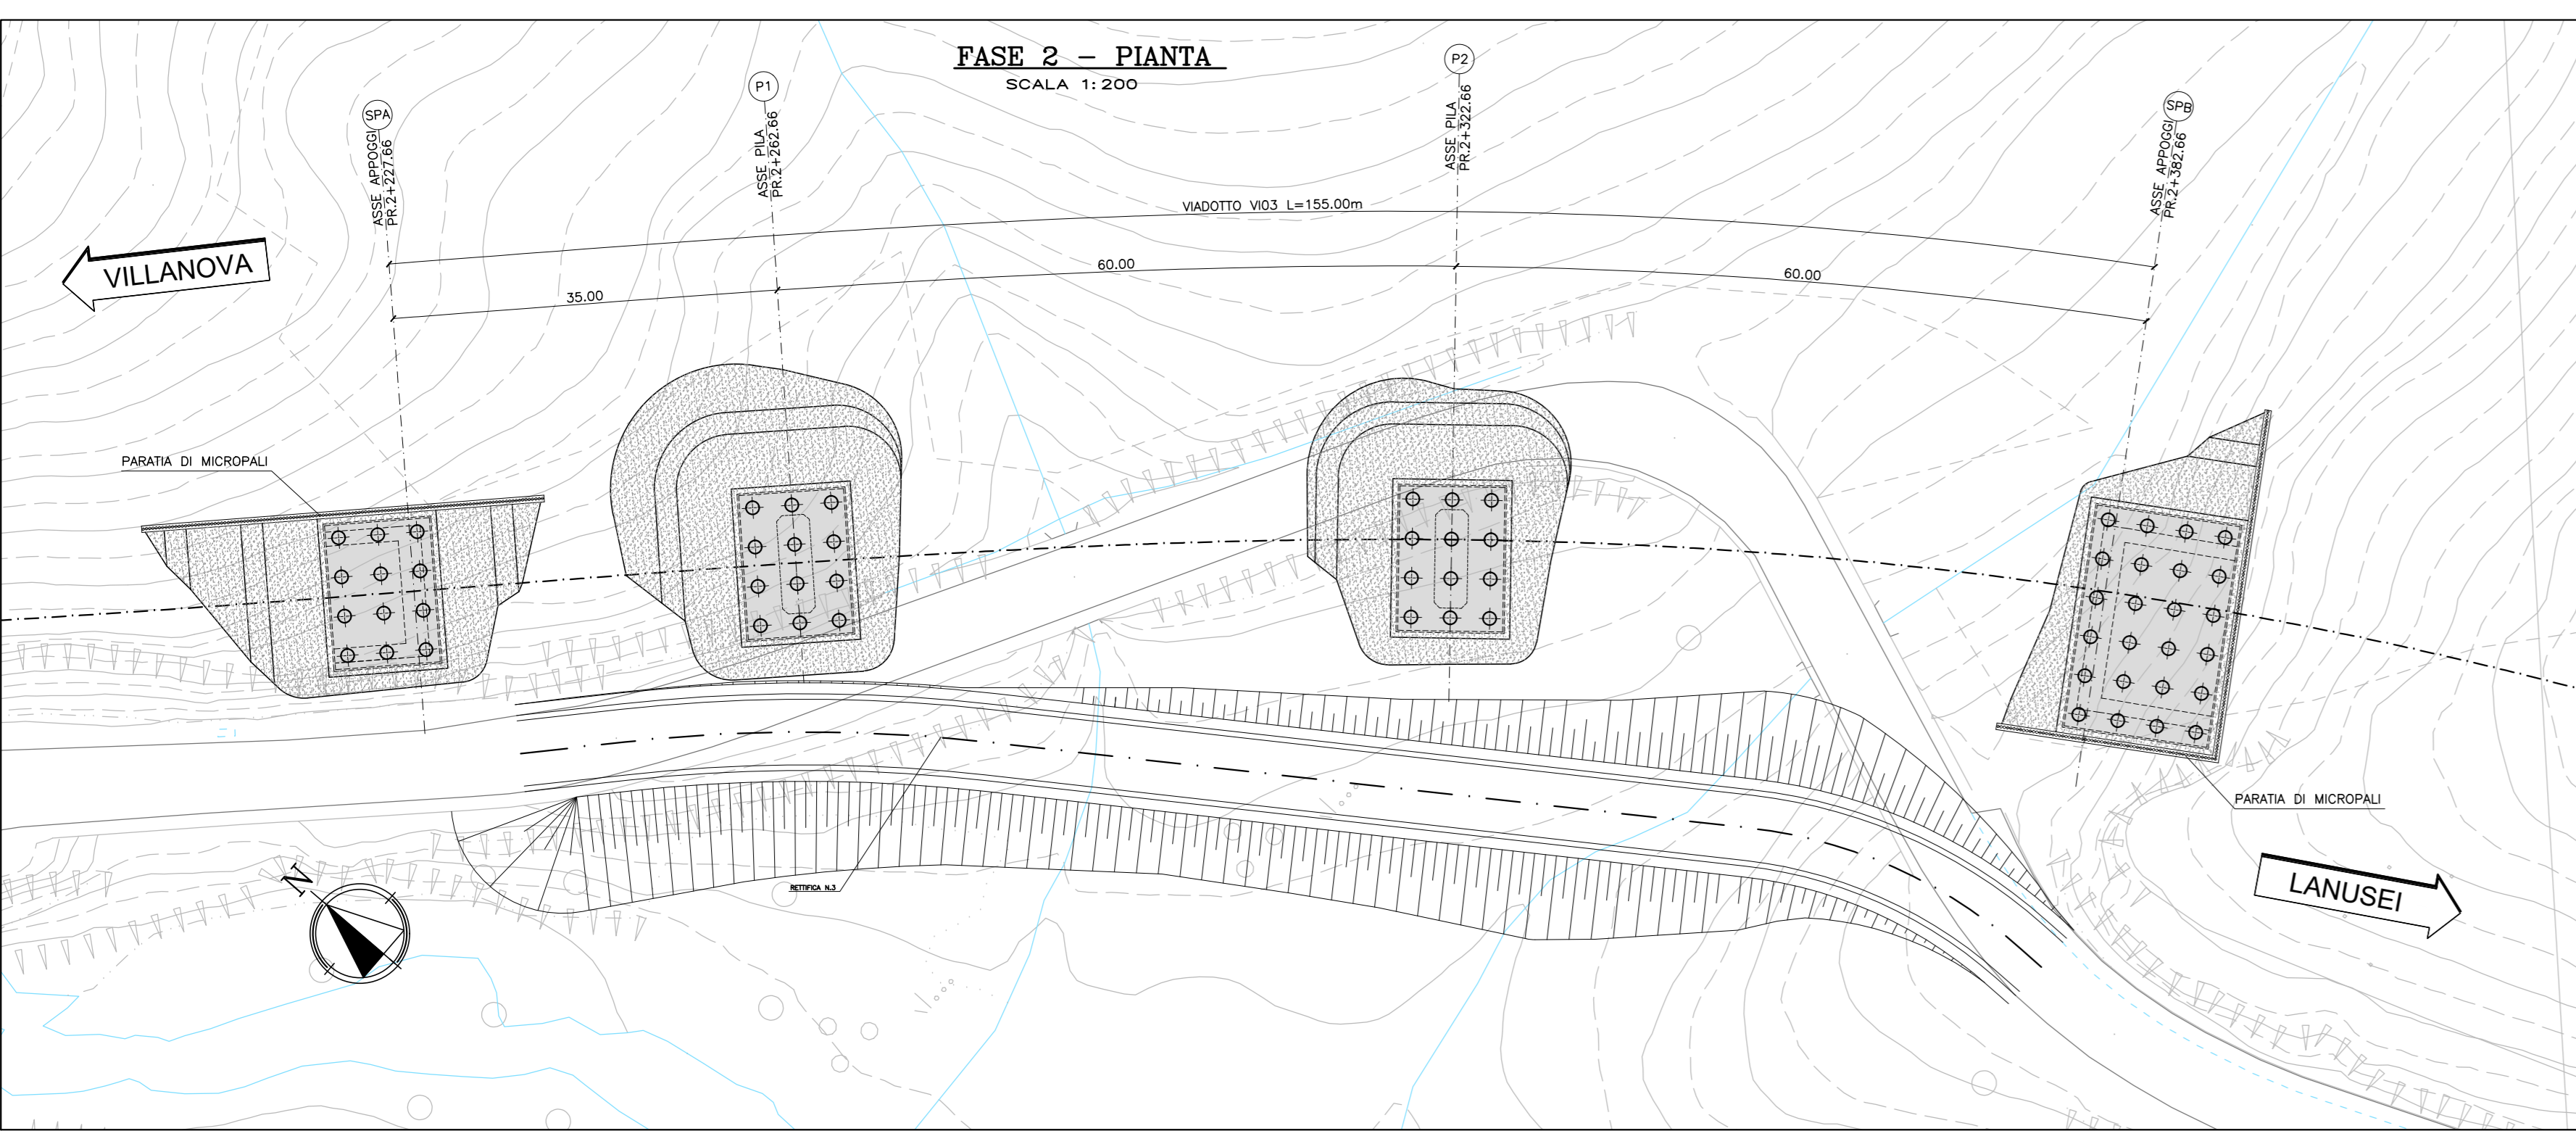 FASE 2 - PIANTA
SCALA 1:200
SPA
ASSE APPOGGI
PR.2+227.66
P1
ASSE PILA
PR.2+262.66
P2
ASSE PILA
PR.2+322.66
SPB
ASSE APPOGGI
PR.2+382.66
VIADOTTO VI03 L=155.00m
35.00
60.00
60.00
VILLANOVA
PARATIA DI MICROPALI
PARATIA DI MICROPALI
RETTIFICA N.3
N
LANUSEI